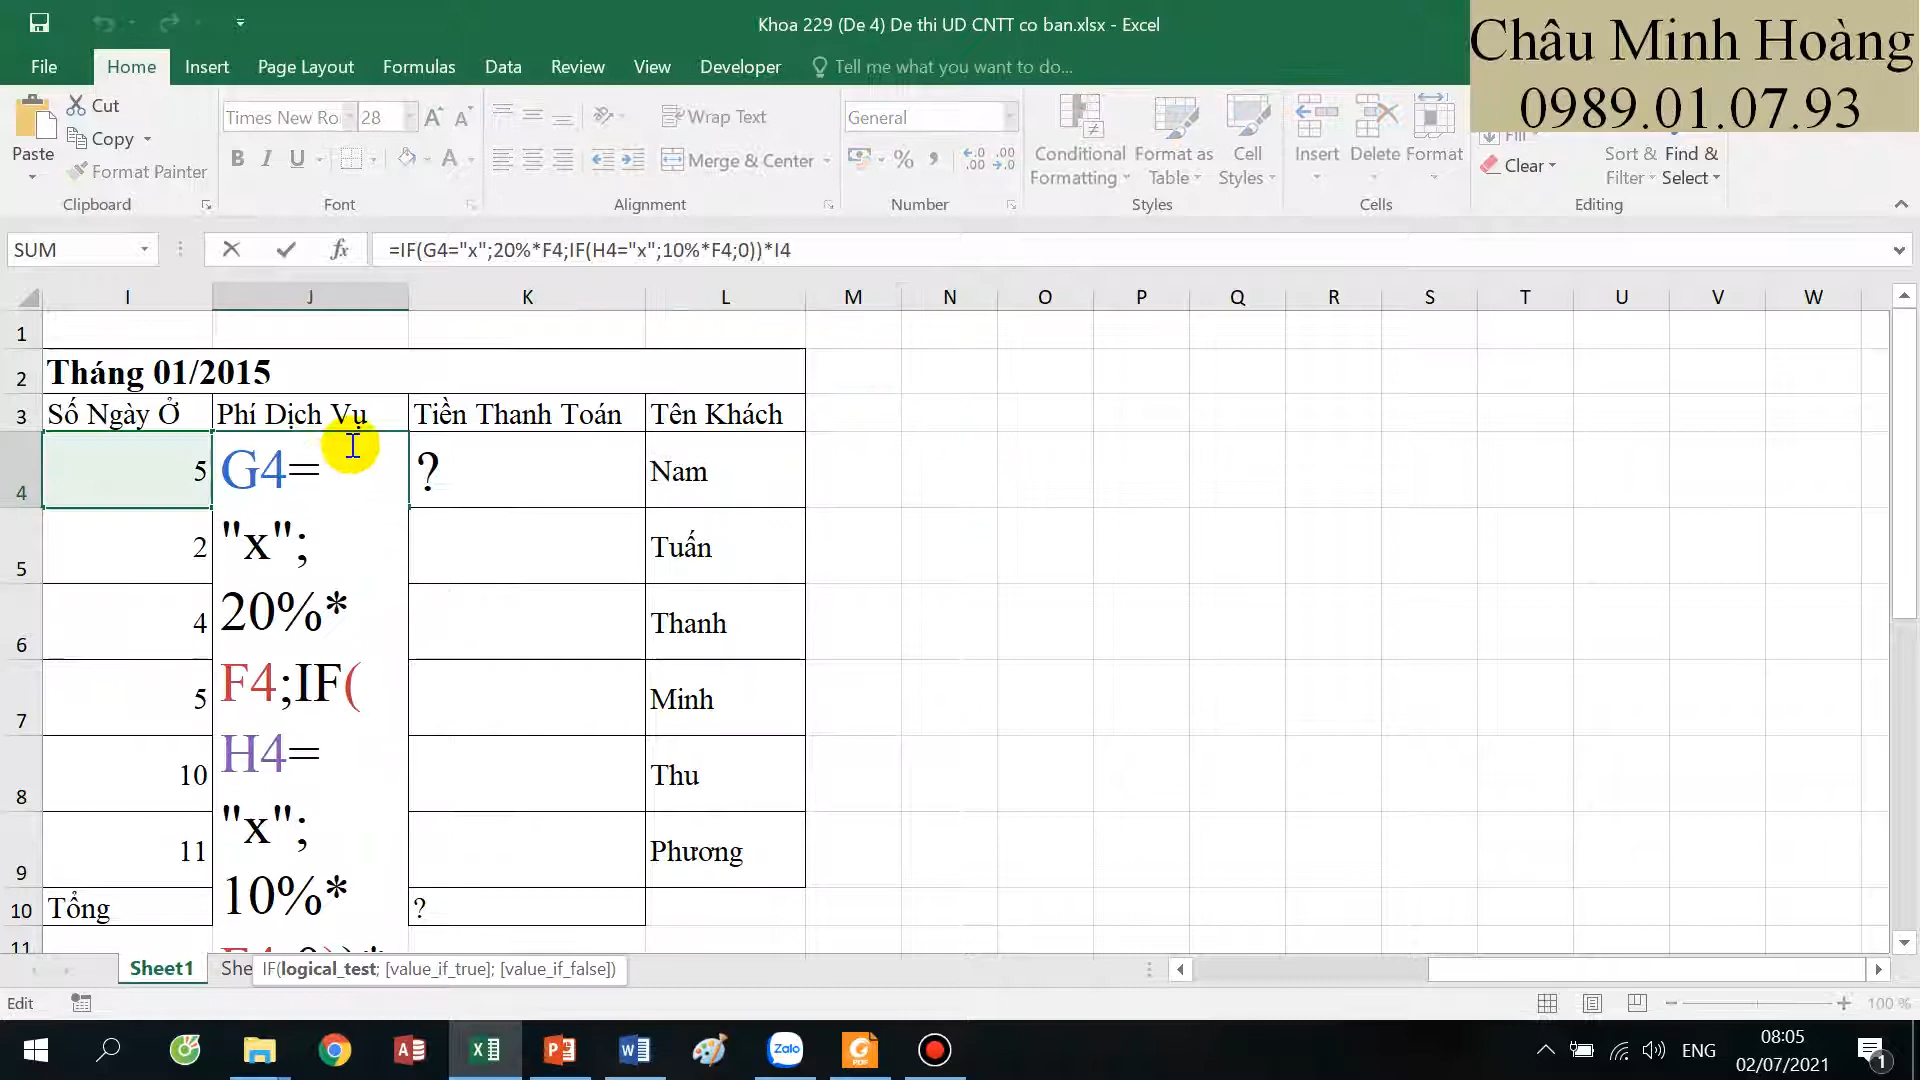 Khoa 229 (De 4) De thi UD CNTT co ban.xlsx - Excel
Châu Minh Hoàng
0989.01.07.93
File Home Insert Page Layout Formulas Data Review View Developer Tell me what you want to do...
Paste
Cut
Copy
Format Painter
Clipboard
Times New Ro 28
B I U
Font
Wrap Text
Merge & Center
Alignment
General
Number
Conditional Formatting
Format as Table
Cell Styles
Styles
Insert Delete Format
Cells
Fill
Clear
Sort & Filter
Find & Select
Editing
SUM =IF(G4="x";20%*F4;IF(H4="x";10%*F4;0))*I4
I J K L M N O P Q R S T U V W
1
2 Tháng 01/2015
3 Số Ngày Ở Phí Dịch Vụ Tiền Thanh Toán Tên Khách
4 5 G4= ? Nam
"x";
5 2 Tuấn
20%*
6 4 Thanh
F4;IF(
7 5 Minh
H4=
8 10 Thu
"x";
9 11 Phương
10%*
10 Tổng ?
11
Sheet1 She
IF(logical_test; [value_if_true]; [value_if_false])
Edit
100 %
Zalo
PDF
ENG
08:05
02/07/2021
1